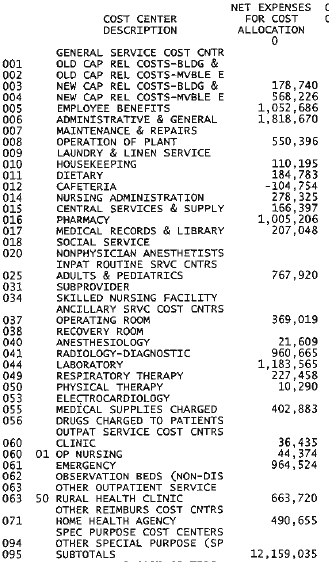 NET EXPENSES
COST CENTER FOR COST
DESCRIPTION ALLOCATION
0
GENERAL SERVICE COST CNTR
001 OLD CAP REL COSTS-BLDG &
002 OLD CAP REL COSTS-MVBLE E
003 NEW CAP REL COSTS-BLDG & 178,740
004 NEW CAP REL COSTS-MVBLE E 568,226
005 EMPLOYEE BENEFITS 1,052,686
006 ADMINISTRATIVE & GENERAL 1,818,670
007 MAINTENANCE & REPAIRS
008 OPERATION OF PLANT 550,396
009 LAUNDRY & LINEN SERVICE
010 HOUSEKEEPING 110,195
011 DIETARY 184,783
012 CAFETERIA -104,754
014 NURSING ADMINISTRATION 278,325
015 CENTRAL SERVICES & SUPPLY 166,397
016 PHARMACY 1,005,206
017 MEDICAL RECORDS & LIBRARY 207,048
018 SOCIAL SERVICE
020 NONPHYSICIAN ANESTHETISTS
INPAT ROUTINE SRVC CNTRS
025 ADULTS & PEDIATRICS 767,920
031 SUBPROVIDER
034 SKILLED NURSING FACILITY
ANCILLARY SRVC COST CNTRS
037 OPERATING ROOM 369,019
038 RECOVERY ROOM
040 ANESTHESIOLOGY 21,609
041 RADIOLOGY-DIAGNOSTIC 960,665
044 LABORATORY 1,183,565
049 RESPIRATORY THERAPY 227,458
050 PHYSICAL THERAPY 10,290
053 ELECTROCARDIOLOGY
055 MEDICAL SUPPLIES CHARGED 402,883
056 DRUGS CHARGED TO PATIENTS
OUTPAT SERVICE COST CNTRS
060 CLINIC 36,435
060 01 OP NURSING 44,374
061 EMERGENCY 964,524
062 OBSERVATION BEDS (NON-DIS
063 OTHER OUTPATIENT SERVICE
063 50 RURAL HEALTH CLINIC 663,720
OTHER REIMBURS COST CNTRS
071 HOME HEALTH AGENCY 490,655
SPEC PURPOSE COST CENTERS
094 OTHER SPECIAL PURPOSE (SP
095 SUBTOTALS 12,159,035